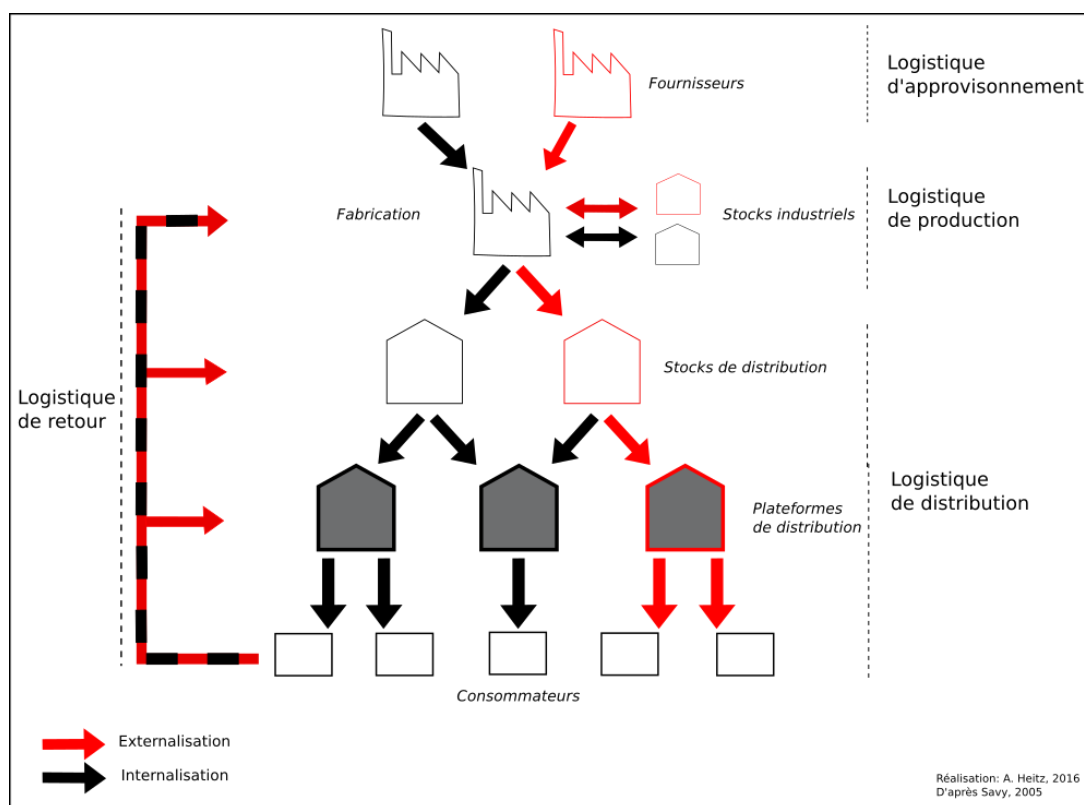 Logistique
d'approvisonnement
Fournisseurs
Logistique
de production
Fabrication
Stocks industriels
Stocks de distribution
Logistique
de retour
Logistique
de distribution
Plateformes
de distribution
Consommateurs
Externalisation
Internalisation
Réalisation: A. Heitz, 2016
D'après Savy, 2005